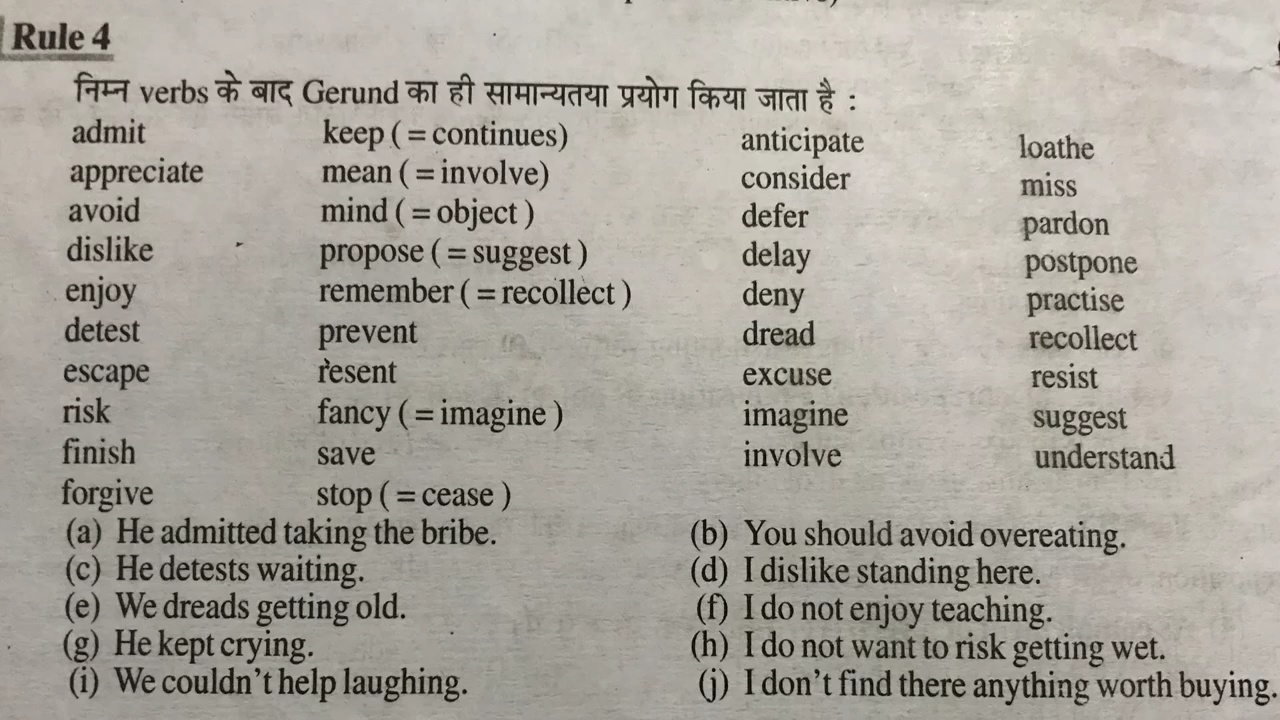 Rule 4
निम्न verbs के बाद Gerund का ही सामान्यतया प्रयोग किया जाता है :
admit keep ( = continues) anticipate loathe
appreciate mean ( = involve) consider miss
avoid mind ( = object ) defer pardon
dislike propose ( = suggest ) delay postpone
enjoy remember ( = recollect ) deny practise
detest prevent dread recollect
escape resent excuse resist
risk fancy ( = imagine ) imagine suggest
finish save involve understand
forgive stop ( = cease )
(a) He admitted taking the bribe. (b) You should avoid overeating.
(c) He detests waiting. (d) I dislike standing here.
(e) We dreads getting old. (f) I do not enjoy teaching.
(g) He kept crying. (h) I do not want to risk getting wet.
(i) We couldn't help laughing. (j) I don't find there anything worth buying.